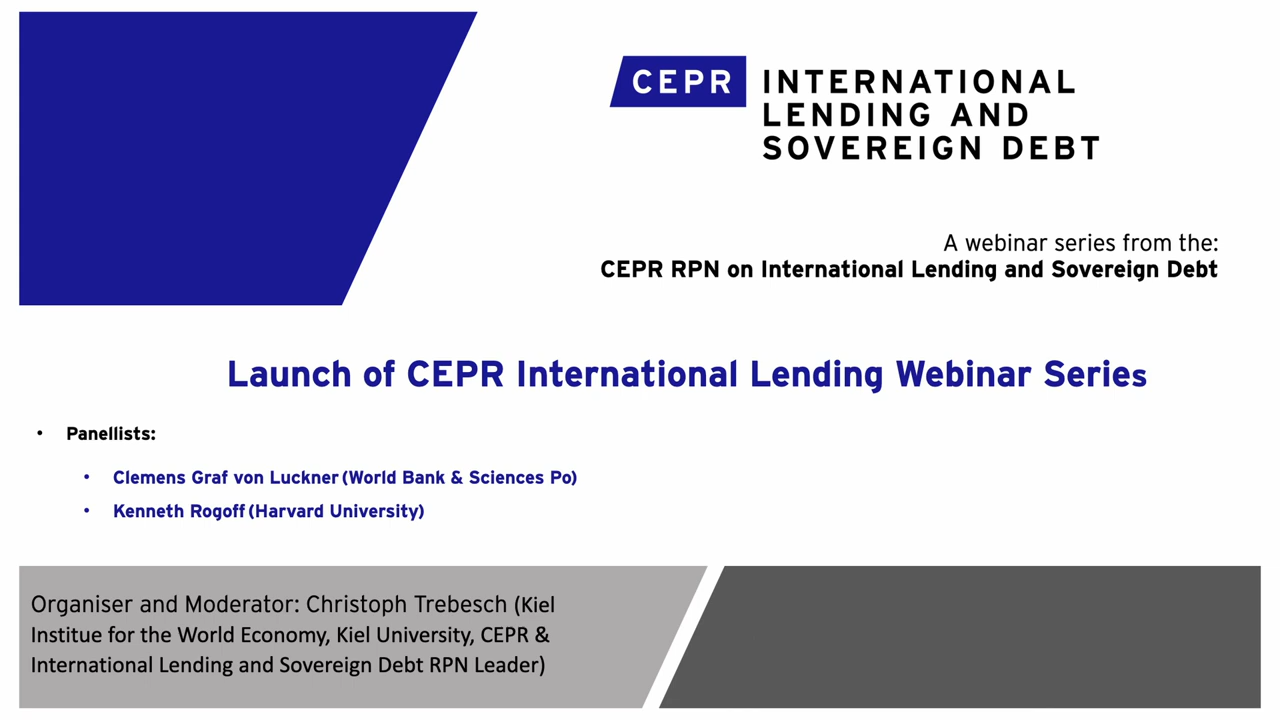 CEPR INTERNATIONAL
LENDING AND
SOVEREIGN DEBT
A webinar series from the:
CEPR RPN on International Lending and Sovereign Debt
Launch of CEPR International Lending Webinar Series
• Panellists:
• Clemens Graf von Luckner (World Bank & Sciences Po)
• Kenneth Rogoff (Harvard University)
Organiser and Moderator: Christoph Trebesch (Kiel
Institue for the World Economy, Kiel University, CEPR &
International Lending and Sovereign Debt RPN Leader)